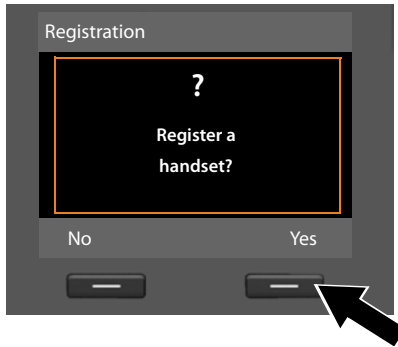 Registration
?
Register a
handset?
No Yes